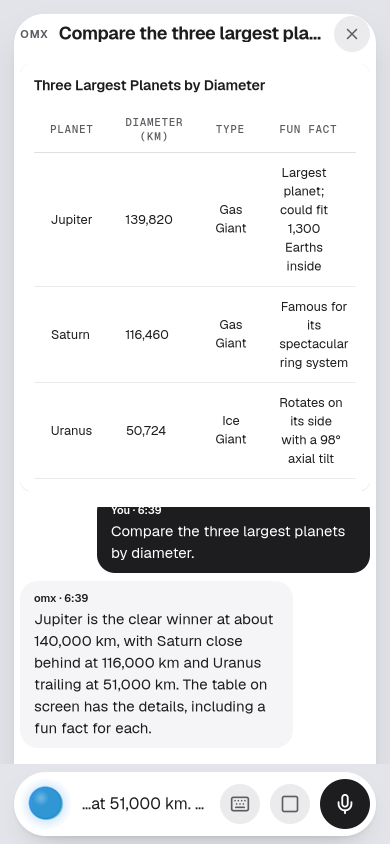 OMX Compare the three largest pla...
Three Largest Planets by Diameter
PLANET DIAMETER (KM) TYPE FUN FACT
Jupiter 139,820 Gas Giant Largest planet; could fit 1,300 Earths inside
Saturn 116,460 Gas Giant Famous for its spectacular ring system
Uranus 50,724 Ice Giant Rotates on its side with a 98° axial tilt
You · 6:39
Compare the three largest planets
by diameter.
omx · 6:39
Jupiter is the clear winner at about
140,000 km, with Saturn close
behind at 116,000 km and Uranus
trailing at 51,000 km. The table on
screen has the details, including a
fun fact for each.
...at 51,000 km. ...